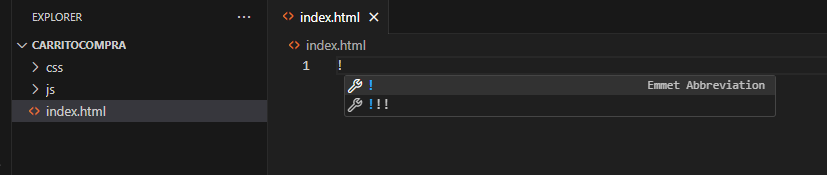 EXPLORER ...
index.html
CARRITOCOMPRA
index.html
css
1 !
js
! Emmet Abbreviation
index.html
!!!